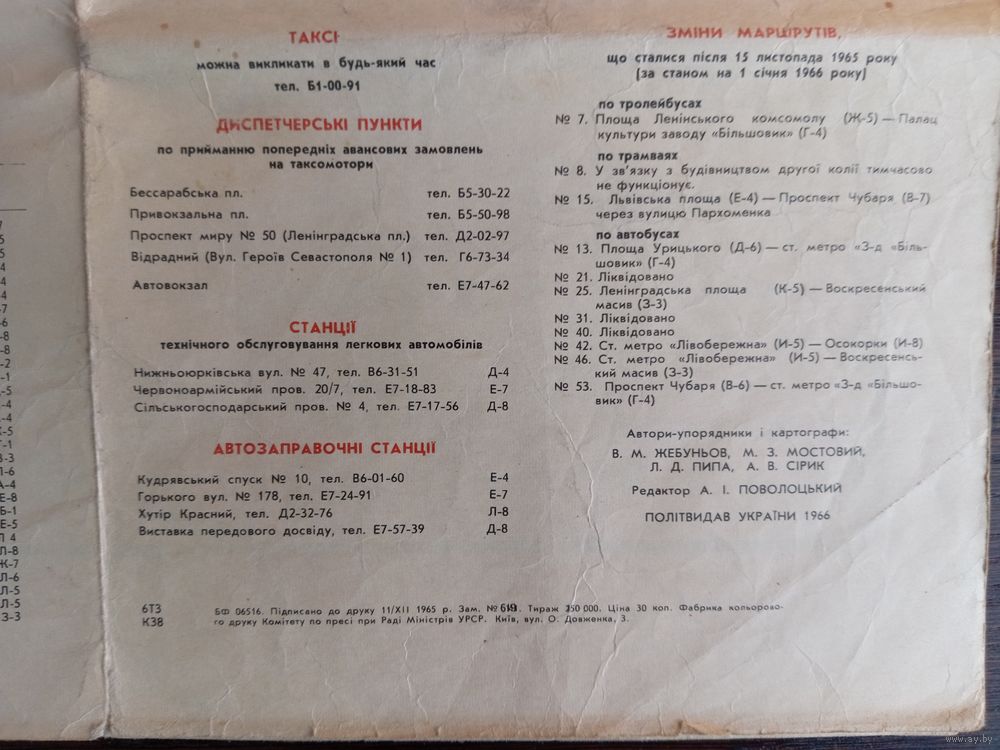 ТАКСІ
можна викликати в будь-який час
тел. Б1-00-91
ДИСПЕТЧЕРСЬКІ ПУНКТИ
по прийманню попередніх авансових замовлень
на таксомотори
Бессарабська пл. тел. Б5-30-22
Привокзальна пл. тел. Б5-50-98
Проспект миру № 50 (Ленінградська пл.) тел. Д2-02-97
Відрадний (Вул. Героїв Севастополя № 1) тел. Г6-73-34
Автовокзал тел. Е7-47-62
СТАНЦІЇ
технічного обслуговування легкових автомобілів
Нижньоюрківська вул. № 47, тел. В6-31-51 Д-4
Червоноармійський пров. 20/7, тел. Е7-18-83 Е-7
Сільськогосподарський пров. № 4, тел. Е7-17-56 Д-8
АВТОЗАПРАВОЧНІ СТАНЦІЇ
Кудрявський спуск № 10, тел. В6-01-60 Е-4
Горького вул. № 178, тел. Е7-24-91 Е-7
Хутір Красний, тел. Д2-32-76 Л-8
Виставка передового досвіду, тел. Е7-57-39 Д-8
6Т3
К38
БФ 06516. Підписано до друку 11/XII 1965 р. Зам. № Тираж 350 000. Ціна 30 коп. Фабрика кольорово-
го друку Комітету по пресі при Раді Міністрів УРСР. Київ, вул. О. Довженка, 3.
ЗМІНИ МАРШРУТІВ,
що сталися після 15 листопада 1965 року
(за станом на 1 січня 1966 року)
по тролейбусах
№ 7. Площа Ленінського комсомолу (Ж-5) — Палац
культури заводу «Більшовик» (Г-4)
по трамваях
№ 8. У зв'язку з будівництвом другої колії тимчасово
не функціонує.
№ 15. Львівська площа (Е-4) — Проспект Чубаря (В-7)
через вулицю Пархоменка
по автобусах
№ 13. Площа Урицького (Д-6) — ст. метро «З-д «Біль-
шовик» (Г-4)
№ 21. Ліквідовано
№ 25. Ленінградська площа (К-5) — Воскресенський
масив (З-3)
№ 31. Ліквідовано
№ 40. Ліквідовано
№ 42. Ст. метро «Лівобережна» (И-5) — Осокорки (И-8)
№ 46. Ст. метро «Лівобережна» (И-5) — Воскресенсь-
кий масив (З-3)
№ 53. Проспект Чубаря (В-6) — ст. метро «З-д «Більшо-
вик» (Г-4)
Автори-упорядники і картографи:
В. М. ЖЕБУНЬОВ, М. З. МОСТОВИЙ,
Л. Д. ПИПА, А. В. СІРИК
Редактор А. І. ПОВОЛОЦЬКИЙ
ПОЛІТВИДАВ УКРАЇНИ 1966
www.ay.by